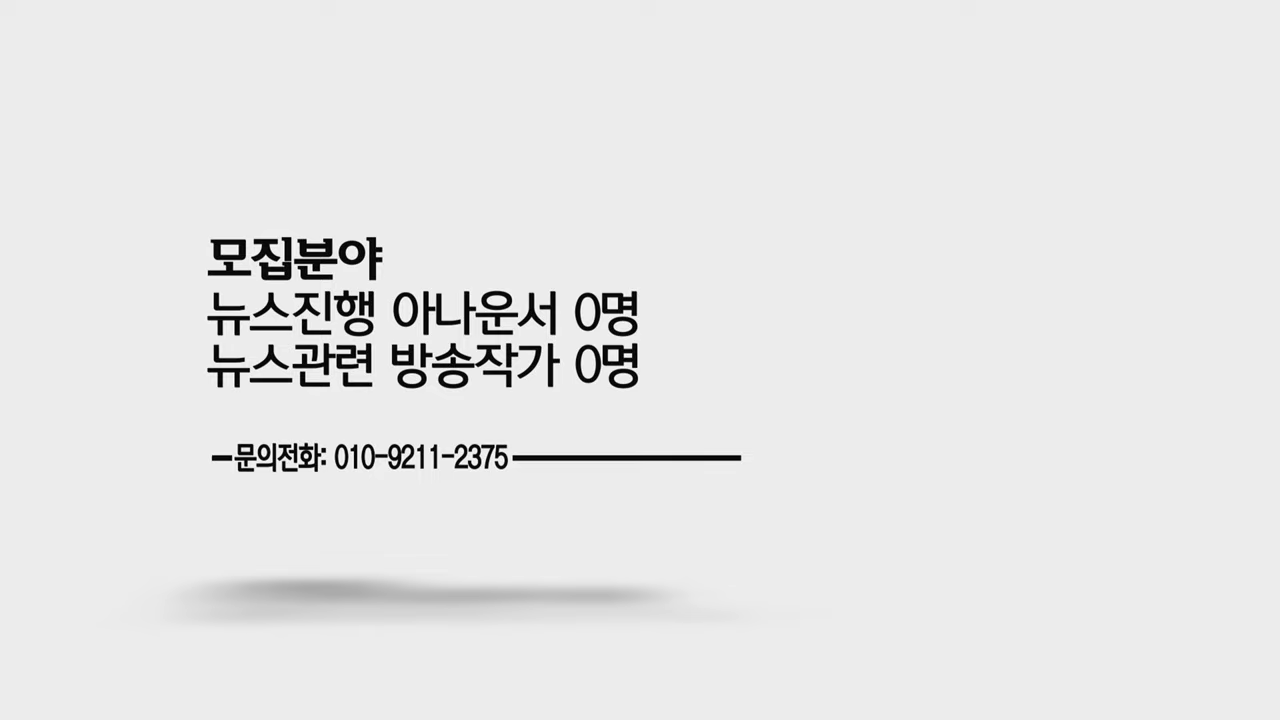 모집분야
뉴스진행 아나운서 0명
뉴스관련 방송작가 0명
문의전화: 010-9211-2375